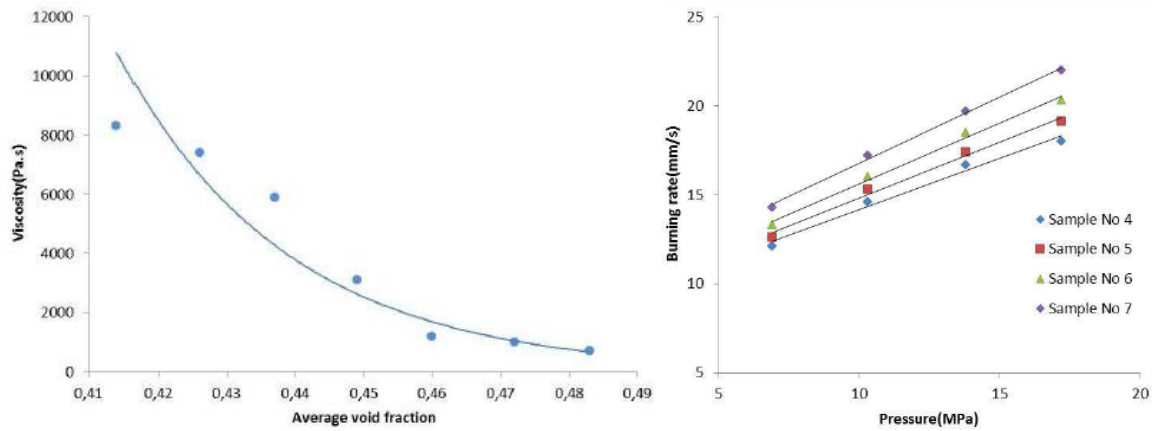 12000
10000
8000
6000
4000
2000
0
Viscosity(Pa.s)
0,41 0,42 0,43 0,44 0,45 0,46 0,47 0,48 0,49
Average void fraction
25
20
15
10
5
Burning rate(mm/s)
5 10 15 20
Pressure(MPa)
Sample No 4
Sample No 5
Sample No 6
Sample No 7